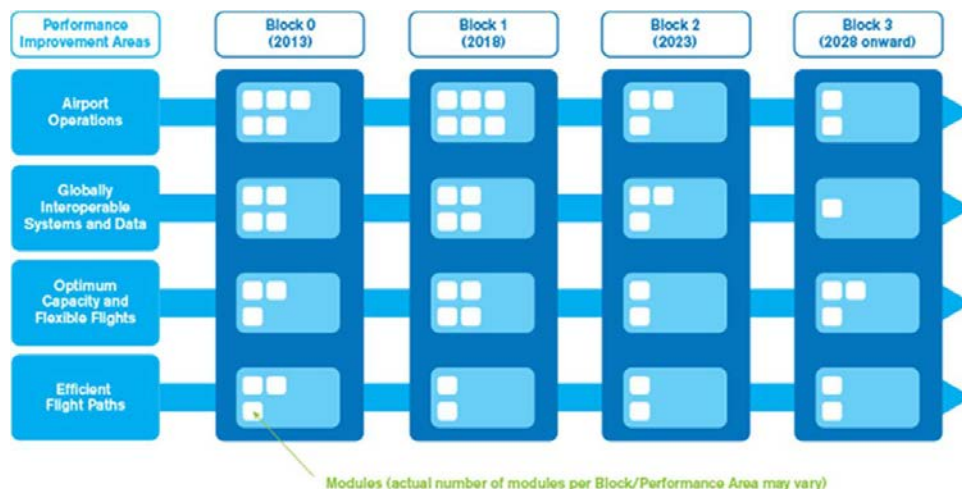 Performance
Improvement Areas
Block 0
(2013)
Block 1
(2018)
Block 2
(2023)
Block 3
(2028 onward)
Airport
Operations
Globally
Interoperable
Systems and Data
Optimum
Capacity and
Flexible Flights
Efficient
Flight Paths
Modules (actual number of modules per Block/Performance Area may vary)